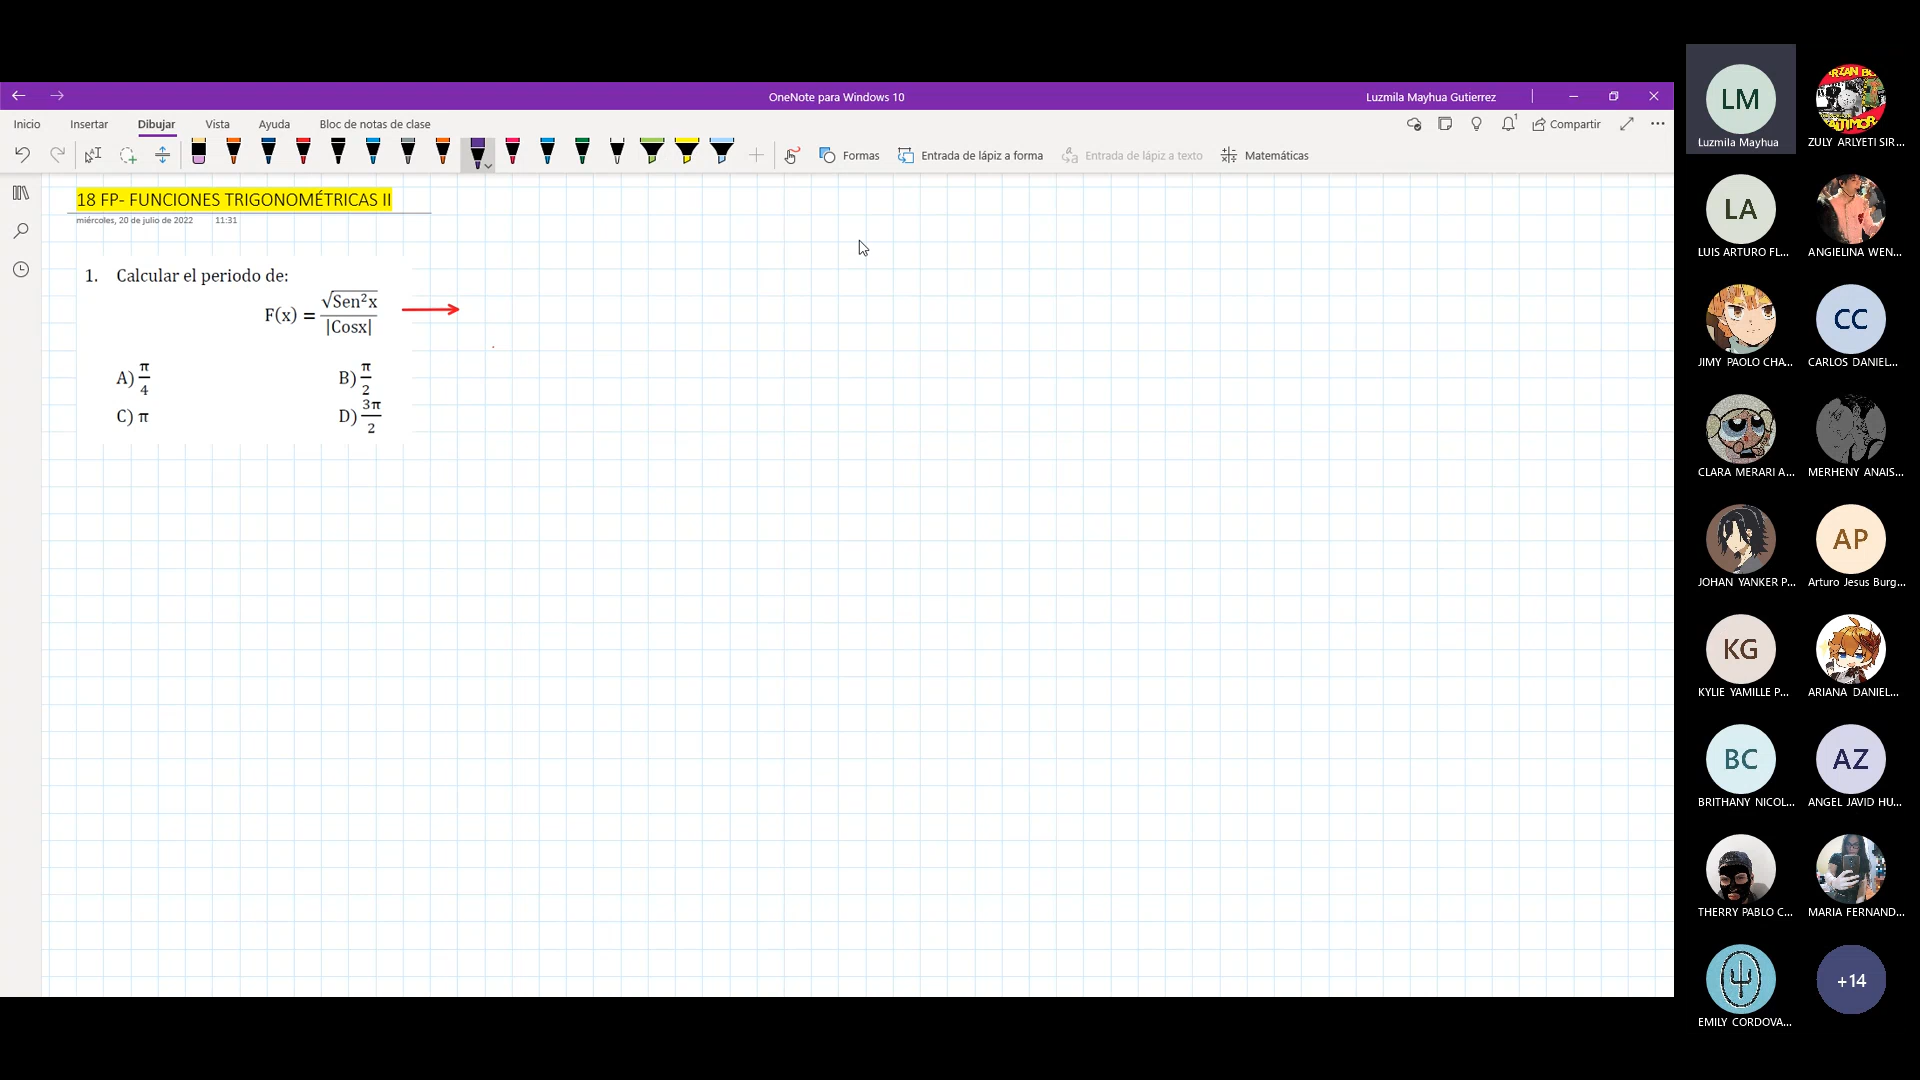 OneNote para Windows 10
Luzmila Mayhua Gutierrez
Inicio Insertar Dibujar Vista Ayuda Bloc de notas de clase
1 Compartir
Formas Entrada de lápiz a forma Entrada de lápiz a texto Matemáticas
18 FP- FUNCIONES TRIGONOMÉTRICAS II
miércoles, 20 de julio de 2022 11:31
1. Calcular el periodo de:
F(x) = √Sen²x / |Cosx|
A) π/4 B) π/2
C) π D) 3π/2
LM
Luzmila Mayhua
ZULY ARLYETI SIR...
LA
LUIS ARTURO FL...
ANGIELINA WEN...
JIMY PAOLO CHA...
CC
CARLOS DANIEL...
CLARA MERARI A...
MERHENY ANAIS...
JOHAN YANKER P...
AP
Arturo Jesus Burg...
KG
KYLIE YAMILLE P...
ARIANA DANIEL...
BC
BRITHANY NICOL...
AZ
ANGEL JAVID HU...
THERRY PABLO C...
MARIA FERNAND...
EMILY CORDOVA...
+14